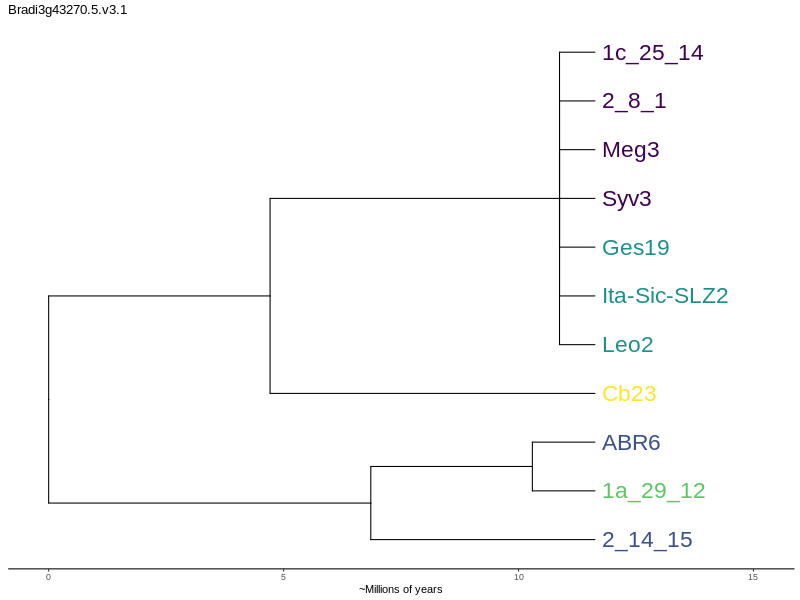 Bradi3g43270.5.v3.1
1c_25_14
2_8_1
Meg3
Syv3
Ges19
Ita-Sic-SLZ2
Leo2
Cb23
ABR6
1a_29_12
2_14_15
0 5 10 15
~Millions of years